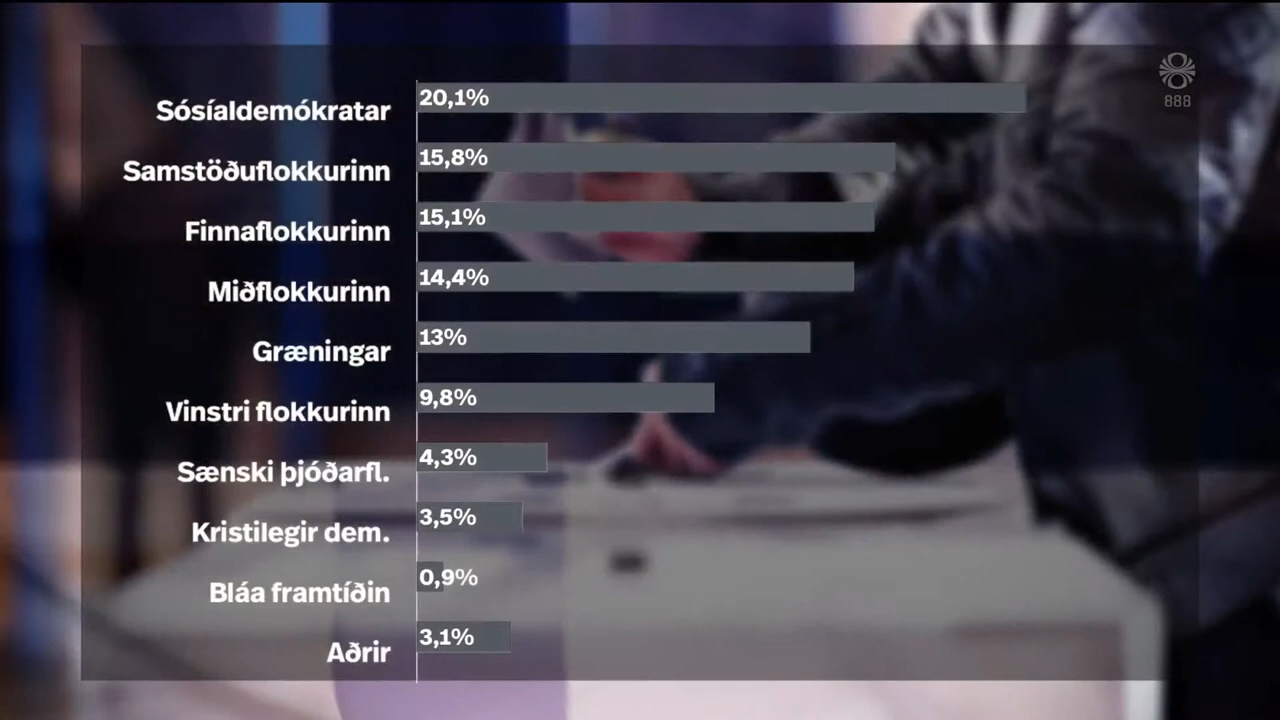 888
Sósíaldemókratar 20,1%
Samstöðuflokkurinn 15,8%
Finnaflokkurinn 15,1%
Miðflokkurinn 14,4%
Græningar 13%
Vinstri flokkurinn 9,8%
Sænski þjóðarfl. 4,3%
Kristilegir dem. 3,5%
Bláa framtíðin 0,9%
Aðrir 3,1%